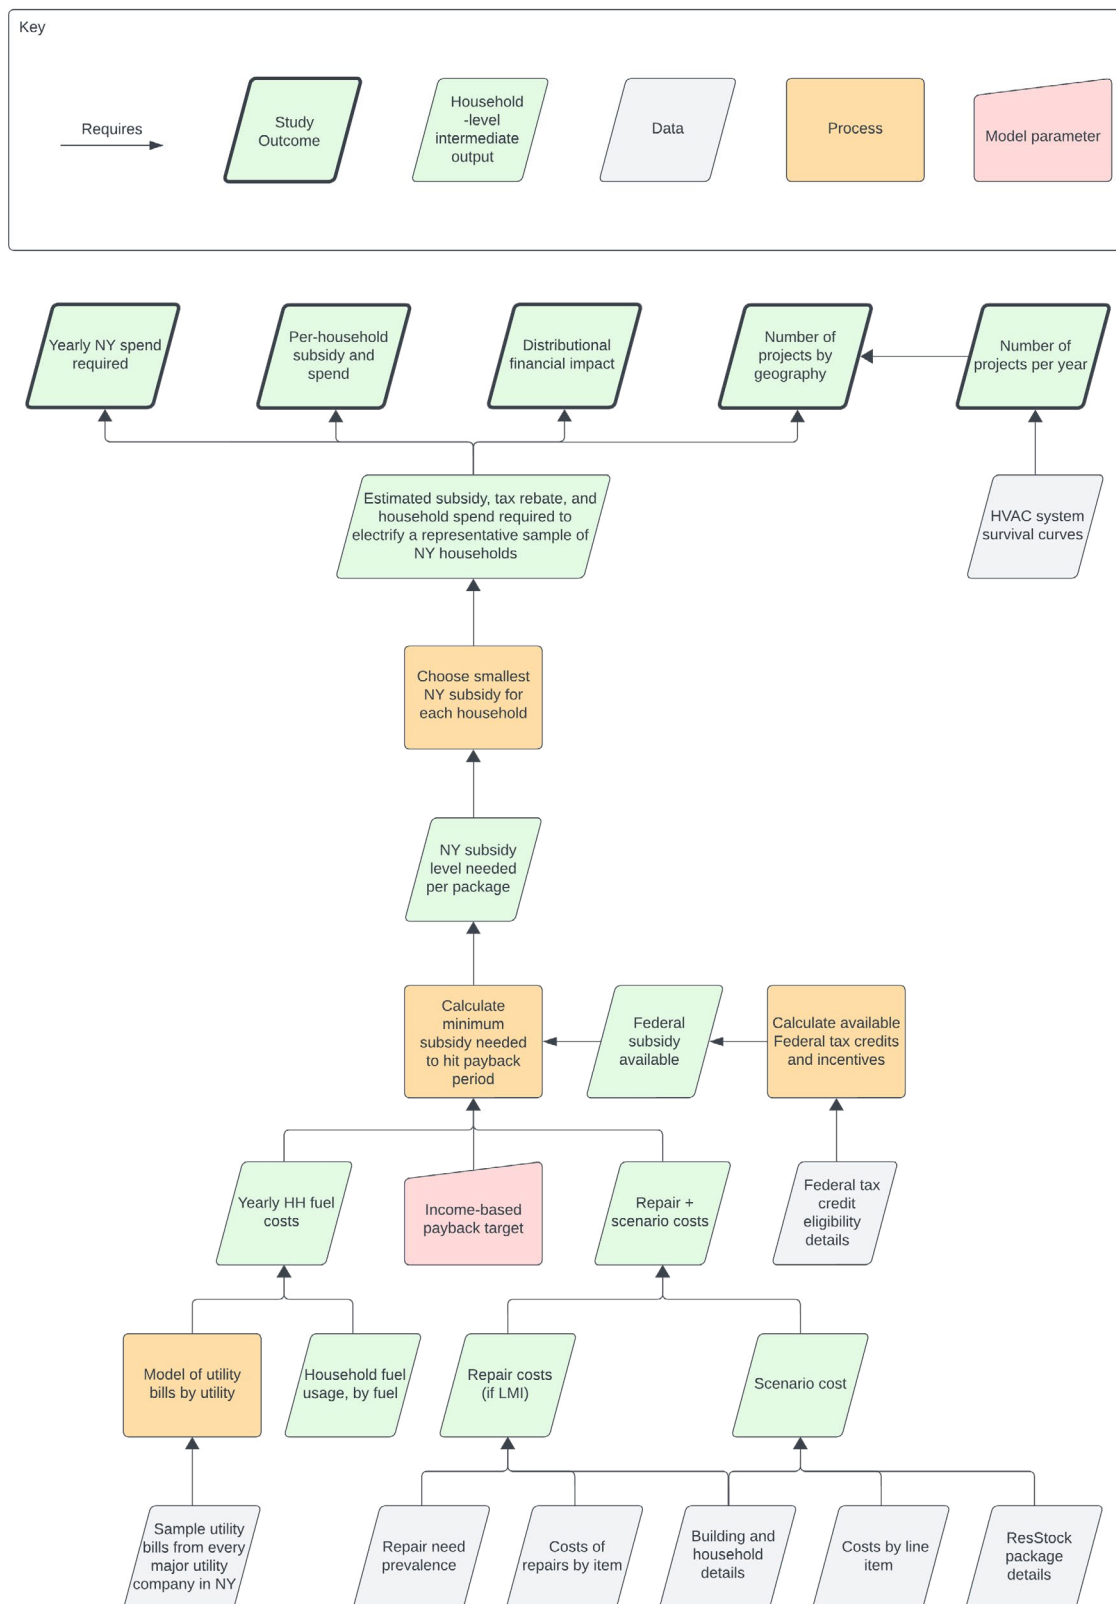 Key
Requires
Study
Outcome
Household
-level
intermediate
output
Data
Process
Model parameter
Yearly NY spend
required
Per-household
subsidy and
spend
Distributional
financial impact
Number of
projects by
geography
Number of
projects per year
Estimated subsidy, tax rebate, and
household spend required to
electrify a representative sample of
NY households
HVAC system
survival curves
Choose smallest
NY subsidy for
each household
NY subsidy
level needed
per package
Calculate
minimum
subsidy needed
to hit payback
period
Federal
subsidy
available
Calculate available
Federal tax credits
and incentives
Yearly HH fuel
costs
Income-based
payback target
Repair +
scenario costs
Federal tax
credit
eligibility
details
Model of utility
bills by utility
Household fuel
usage, by fuel
Repair costs
(if LMI)
Scenario cost
Sample utility
bills from every
major utility
company in NY
Repair need
prevalence
Costs of
repairs by item
Building and
household
details
Costs by line
item
ResStock
package
details